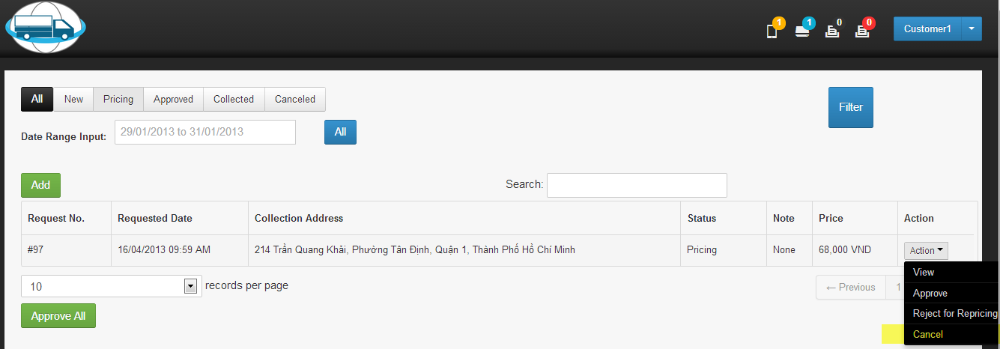 1 1 0 0 Customer1
All New Pricing Approved Collected Canceled
Filter
Date Range Input: 29/01/2013 to 31/01/2013 All
Add Search:
Request No. Requested Date Collection Address Status Note Price Action
#97 16/04/2013 09:59 AM 214 Trần Quang Khải, Phường Tân Định, Quận 1, Thành Phố Hồ Chí Minh Pricing None 68,000 VND Action
View
10 records per page ← Previous 1
Approve
Approve All Reject for Repricing
Cancel